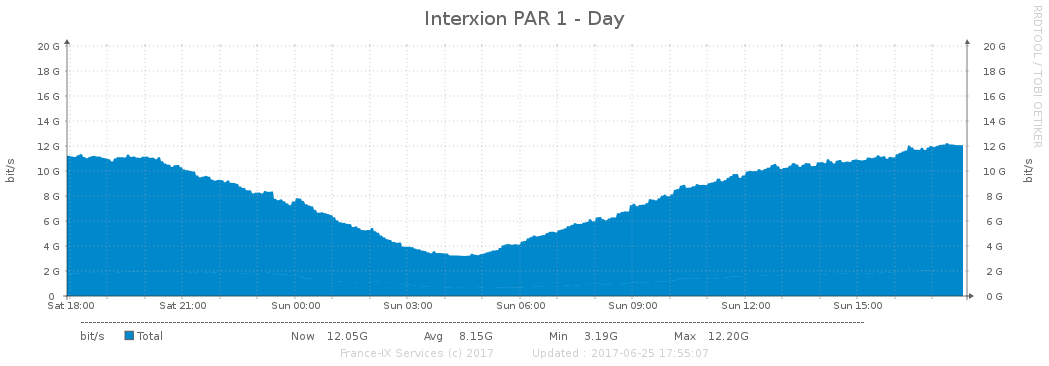 Interxion PAR 1 - Day
RRDTOOL / TOBI OETIKER
bit/s
20 G 20 G
18 G 18 G
16 G 16 G
14 G 14 G
12 G 12 G
10 G 10 G
8 G 8 G
6 G 6 G
4 G 4 G
2 G 2 G
0 0 G
bit/s
Sat 18:00 Sat 21:00 Sun 00:00 Sun 03:00 Sun 06:00 Sun 09:00 Sun 12:00 Sun 15:00
bit/s Total Now 12.05G Avg 8.15G Min 3.19G Max 12.20G
France-IX Services (c) 2017 Updated : 2017-06-25 17:55:07